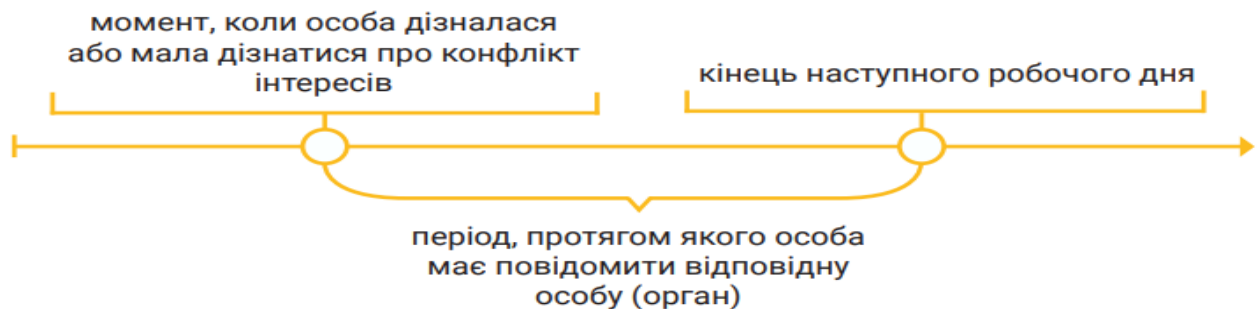 момент, коли особа дізналася
або мала дізнатися про конфлікт
інтересів
кінець наступного робочого дня
період, протягом якого особа
має повідомити відповідну
особу (орган)